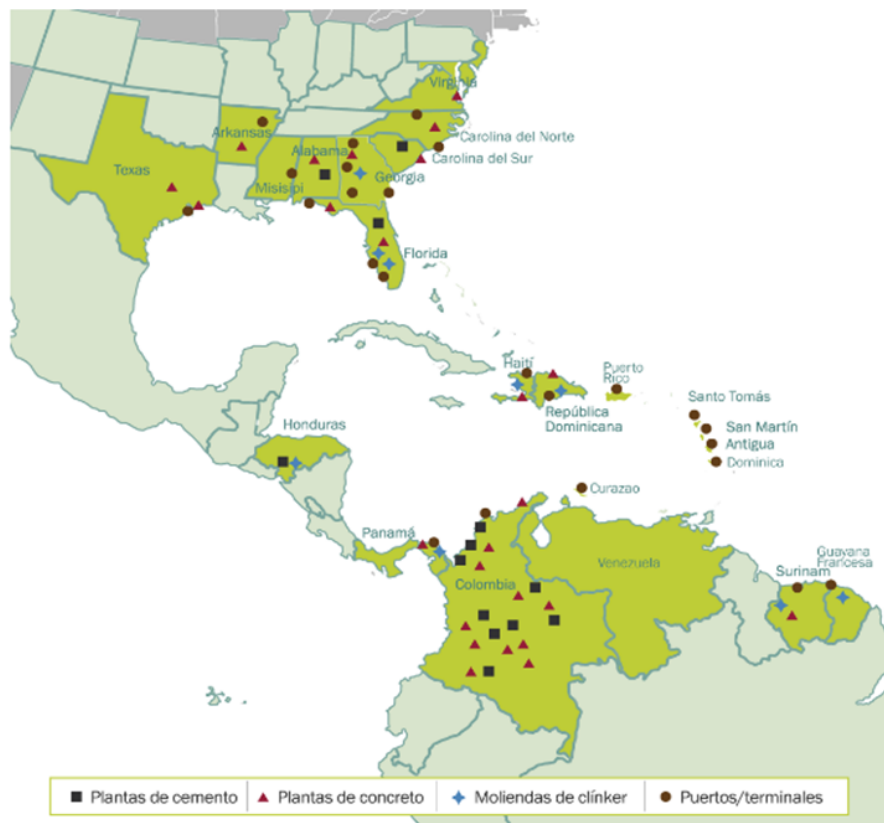 Virginia
Arkansas
Carolina del Norte
Alabama
Carolina del Sur
Texas
Misisipi
Georgia
Florida
Haití
Puerto
Rico
Santo Tomás
República
Dominicana
San Martín
Honduras
Antigua
Dominica
Curazao
Panamá
Guayana
Francesa
Venezuela
Surinam
Colombia
Plantas de cemento
Plantas de concreto
Moliendas de clínker
Puertos/terminales